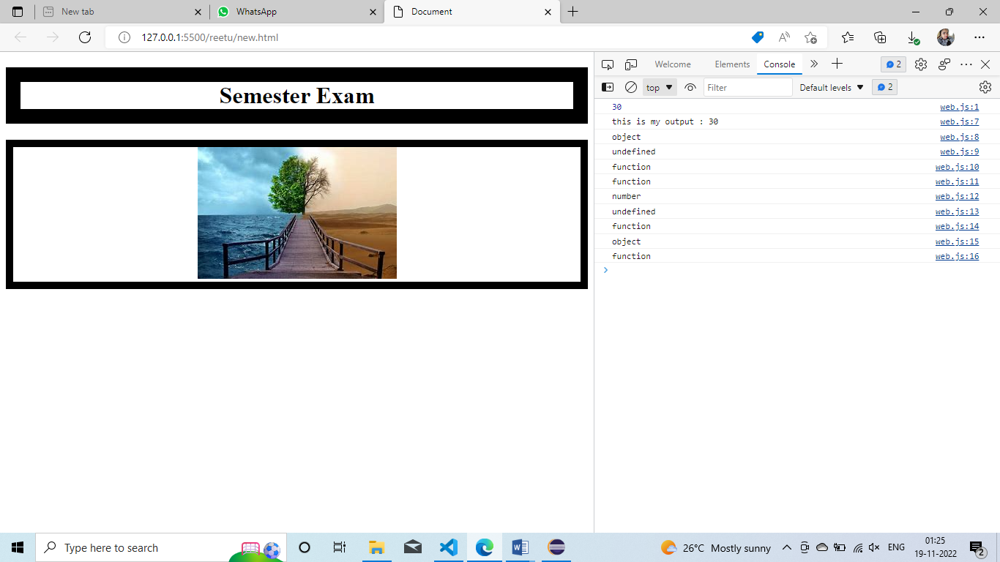 New tab
WhatsApp
Document
127.0.0.1:5500/reetu/new.html
Welcome
Elements
Console
2
top
Filter
Default levels
2
Semester Exam
30 web.js:1
this is my output : 30 web.js:7
object web.js:8
undefined web.js:9
function web.js:10
function web.js:11
number web.js:12
undefined web.js:13
function web.js:14
object web.js:15
function web.js:16
Type here to search
26°C Mostly sunny
ENG
01:25
19-11-2022
2